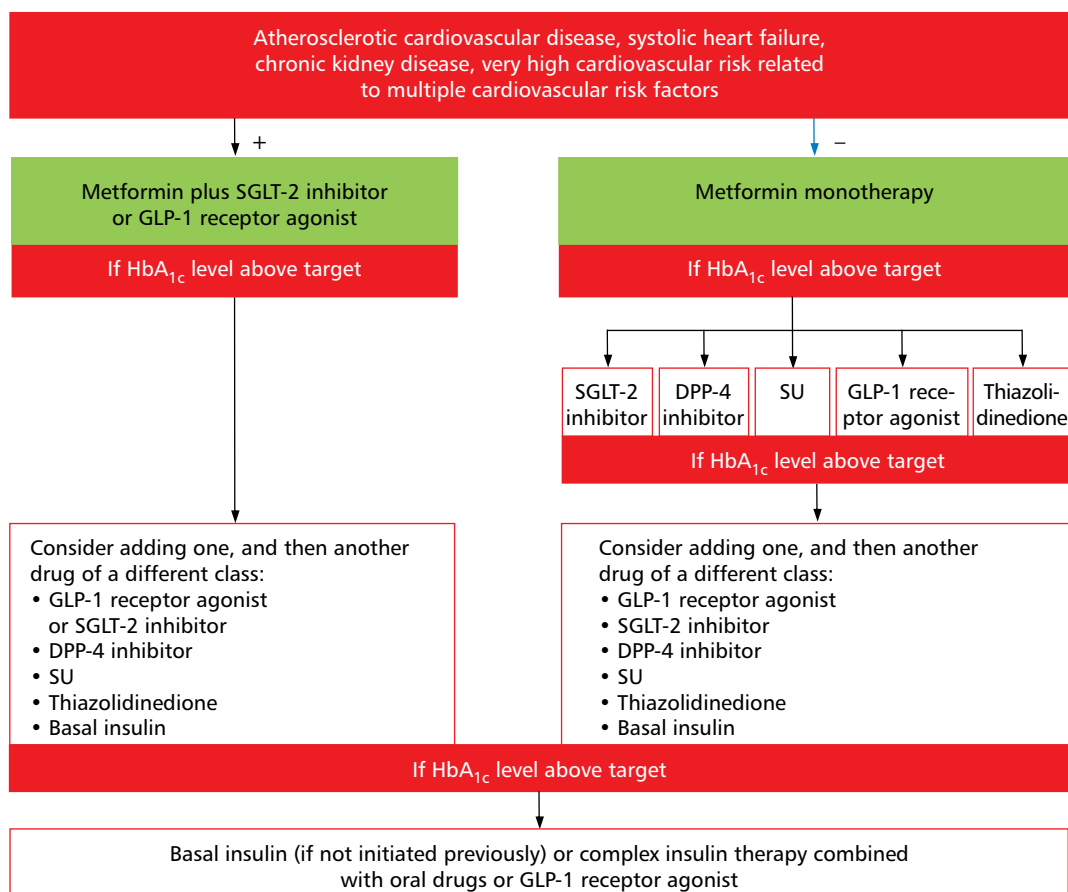 Atherosclerotic cardiovascular disease, systolic heart failure,
chronic kidney disease, very high cardiovascular risk related
to multiple cardiovascular risk factors
+
–
Metformin plus SGLT-2 inhibitor
or GLP-1 receptor agonist
If HbA1c level above target
Metformin monotherapy
If HbA1c level above target
SGLT-2
inhibitor
DPP-4
inhibitor
SU
GLP-1 rece-
ptor agonist
Thiazoli-
dinedione
If HbA1c level above target
Consider adding one, and then another
drug of a different class:
• GLP-1 receptor agonist
or SGLT-2 inhibitor
• DPP-4 inhibitor
• SU
• Thiazolidinedione
• Basal insulin
Consider adding one, and then another
drug of a different class:
• GLP-1 receptor agonist
• SGLT-2 inhibitor
• DPP-4 inhibitor
• SU
• Thiazolidinedione
• Basal insulin
If HbA1c level above target
Basal insulin (if not initiated previously) or complex insulin therapy combined
with oral drugs or GLP-1 receptor agonist